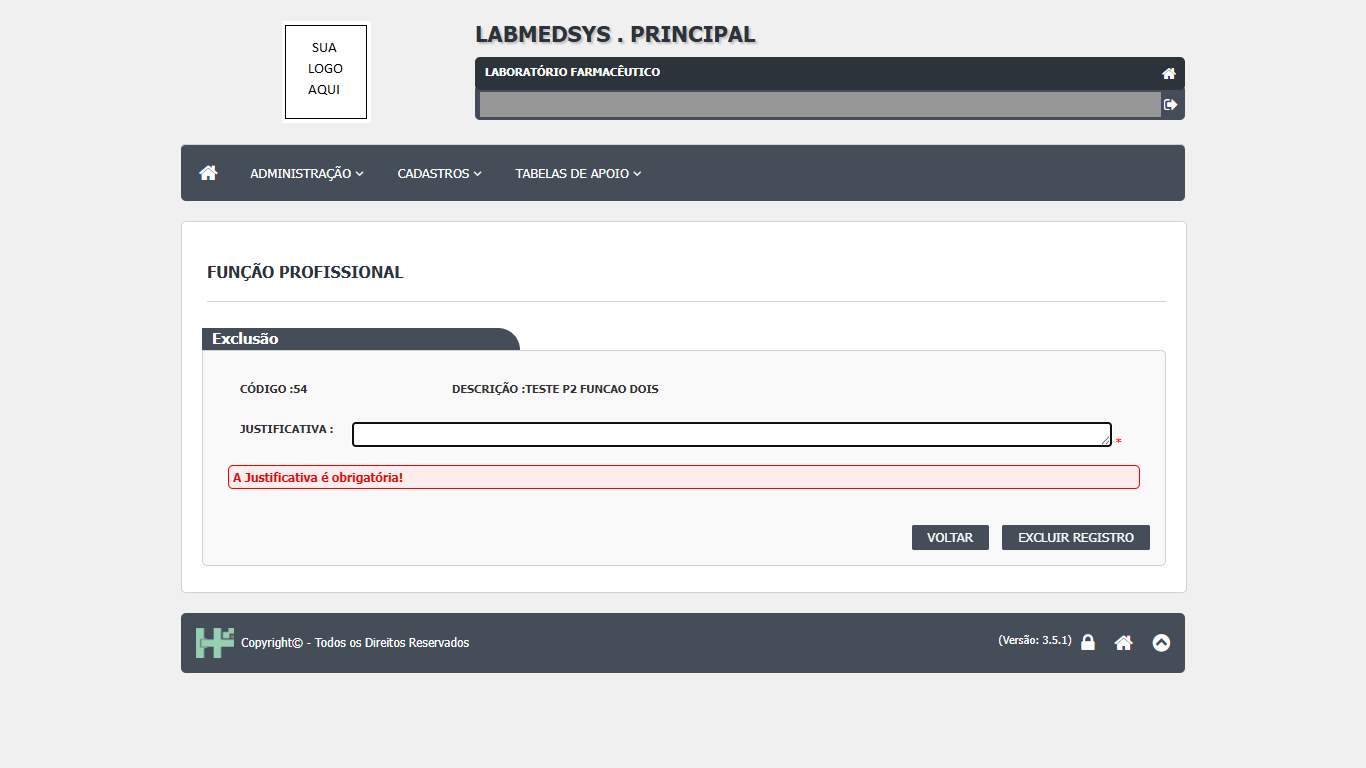 SUA
LOGO
AQUI
LABMEDSYS . PRINCIPAL
LABORATÓRIO FARMACÊUTICO
ADMINISTRAÇÃO CADASTROS TABELAS DE APOIO
FUNÇÃO PROFISSIONAL
Exclusão
CÓDIGO :54 DESCRIÇÃO :TESTE P2 FUNCAO DOIS
JUSTIFICATIVA : *
A Justificativa é obrigatória!
VOLTAR EXCLUIR REGISTRO
Copyright© - Todos os Direitos Reservados (Versão: 3.5.1)